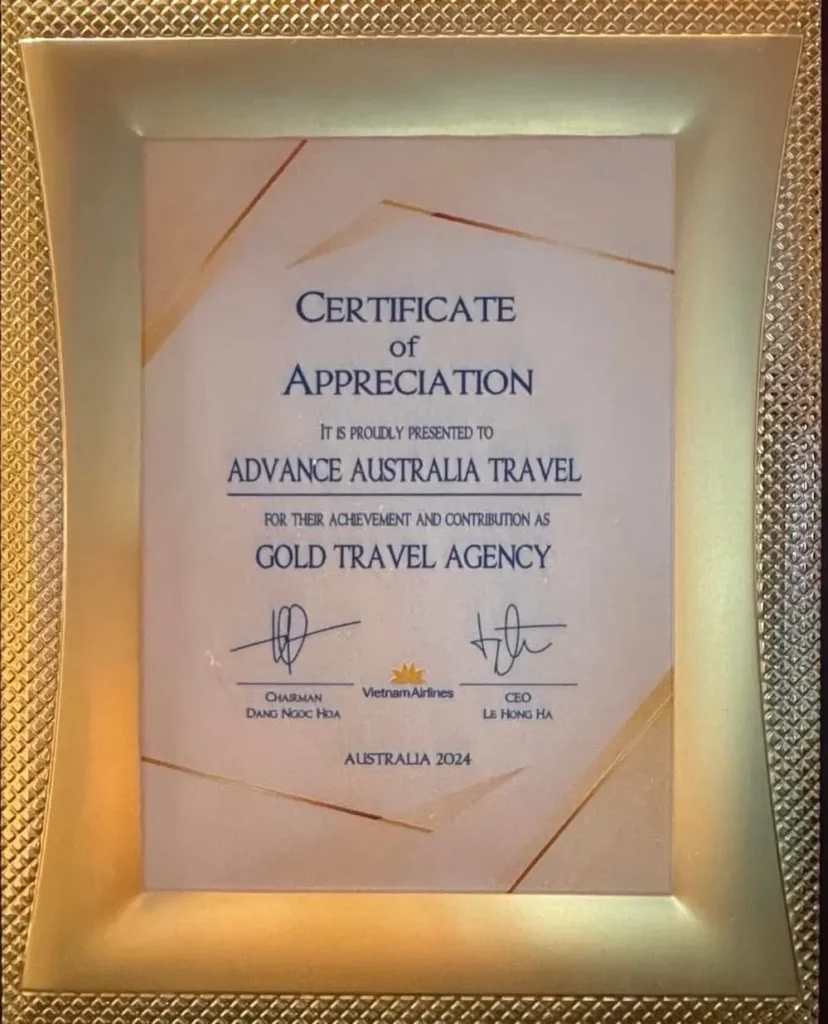 CERTIFICATE
of
APPRECIATION
IT IS PROUDLY PRESENTED TO
ADVANCE AUSTRALIA TRAVEL
FOR THEIR ACHIEVEMENT AND CONTRIBUTION AS
GOLD TRAVEL AGENCY
Vietnam Airlines
CHAIRMAN
DANG NGOC HOA
CEO
LE HONG HA
AUSTRALIA 2024